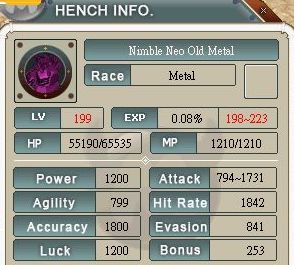 HENCH INFO.
Nimble Neo Old Metal
Race Metal
LV 199 EXP 0.08% 198~223
HP 55190/65535 MP 1210/1210
Power 1200 Attack 794~1731
Agility 799 Hit Rate 1842
Accuracy 1800 Evasion 841
Luck 1200 Bonus 253